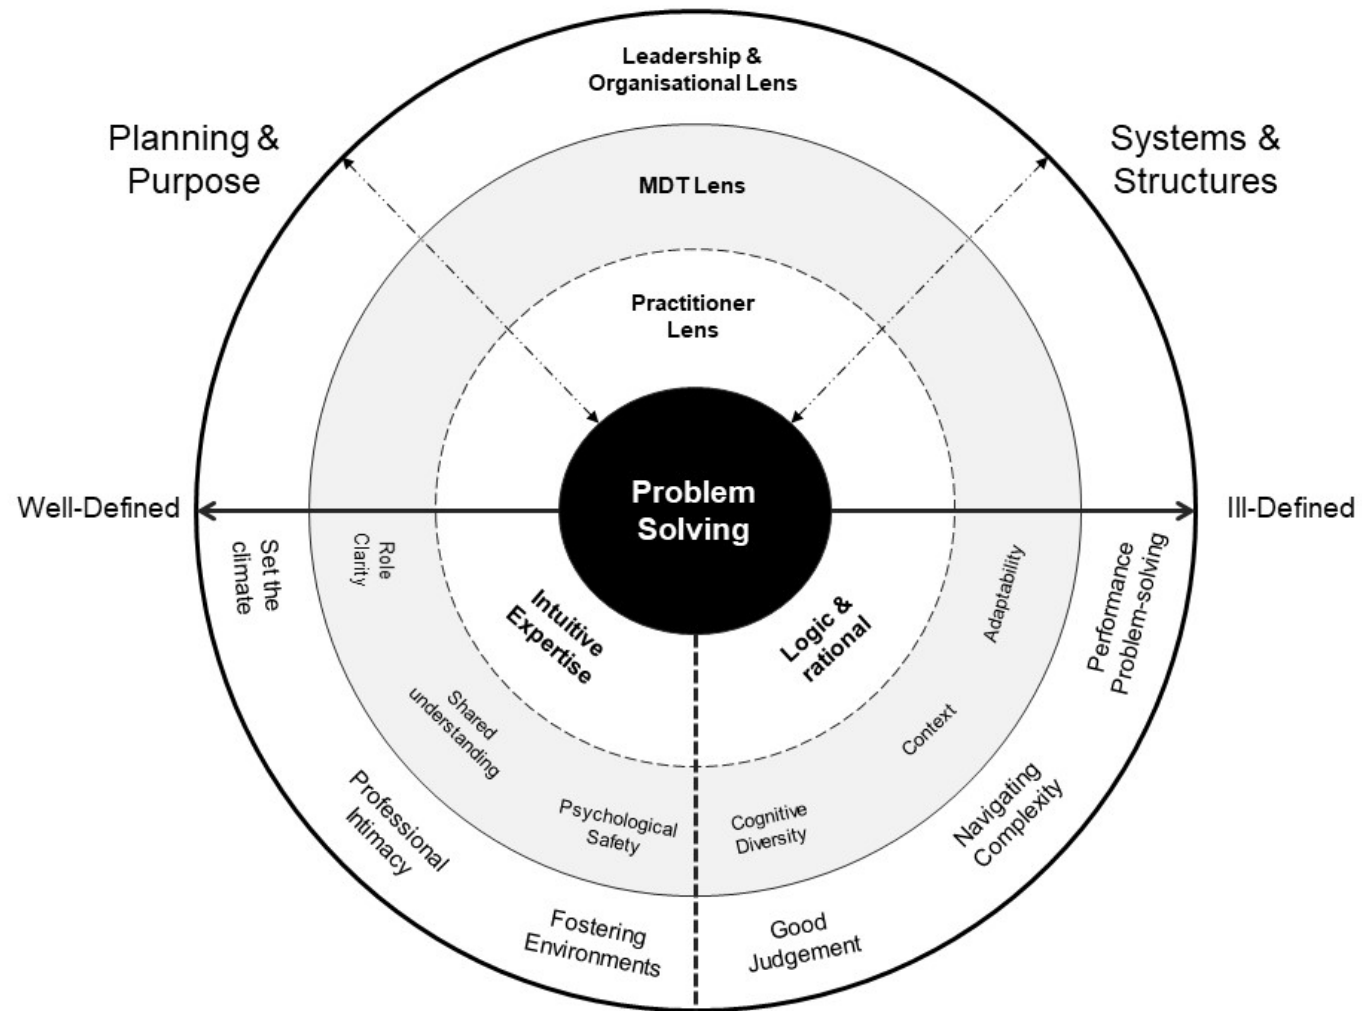 Leadership &
Organisational Lens
Planning &
Purpose
Systems &
Structures
MDT Lens
Practitioner
Lens
Problem
Solving
Well-Defined
Ill-Defined
Set the
climate
Role
Clarity
Intuitive
Expertise
Logic &
rational
Adaptability
Performance
Problem-solving
Shared
understanding
Context
Professional
Intimacy
Psychological
Safety
Cognitive
Diversity
Navigating
Complexity
Fostering
Environments
Good
Judgement